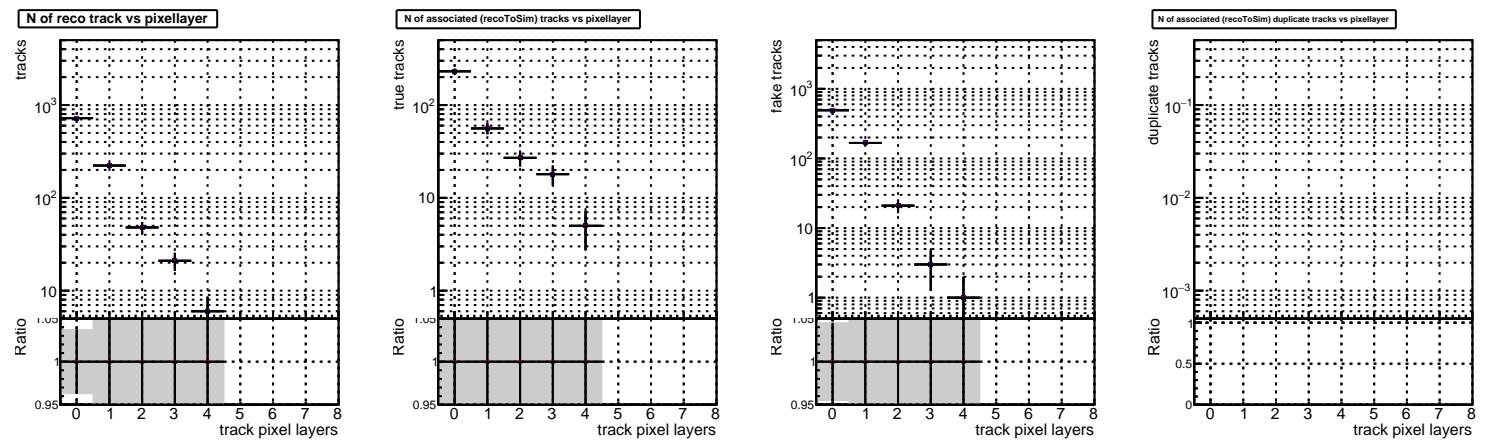 N of reco track vs pixellayer
tracks
10³
10²
10
Ratio
1.05
1
0.95
0 1 2 3 4 5 6 7 8
track pixel layers
N of associated (recoToSim) tracks vs pixellayer
true tracks
10²
10
1
Ratio
1.05
1
0.95
0 1 2 3 4 5 6 7 8
track pixel layers
fake tracks
10³
10²
10
1
Ratio
1.05
1
0.95
0 1 2 3 4 5 6 7 8
track pixel layers
N of associated (recoToSim) duplicate tracks vs pixellayer
duplicate tracks
10⁻¹
10⁻²
10⁻³
Ratio
1
0.5
0
0 1 2 3 4 5 6 7 8
track pixel layers